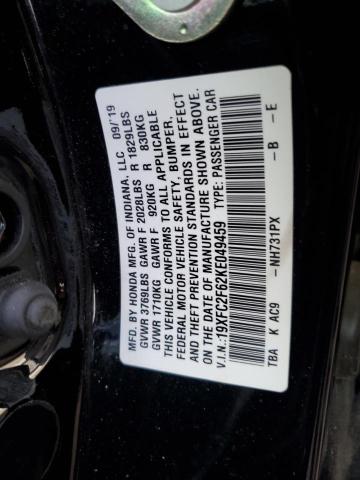 MFD. BY HONDA MFG. OF INDIANA, LLC 09/'19
GVWR 3769LBS GAWR F 2028LBS R 1829LBS
GVWR 1710KG GAWR F 920KG R 830KG
THIS VEHICLE CONFORMS TO ALL APPLICABLE
FEDERAL MOTOR VEHICLE SAFETY, BUMPER,
AND THEFT PREVENTION STANDARDS IN EFFECT
ON THE DATE OF MANUFACTURE SHOWN ABOVE.
V.I.N.:19XFC2F62KE049459 TYPE: PASSENGER CAR
TBA K AC9 -NH731PX -B -E